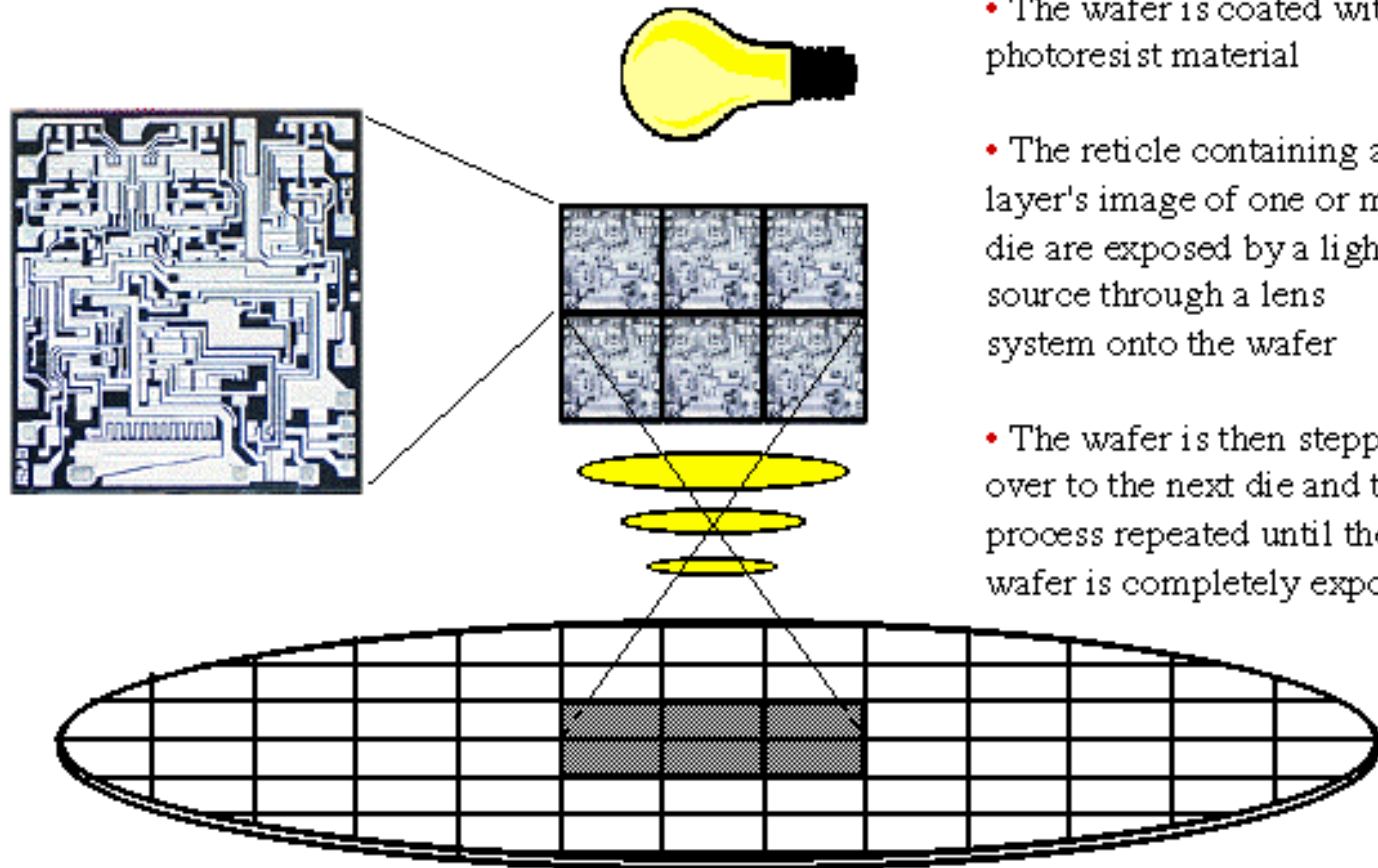 • The wafer is coated wit
photoresist material
• The reticle containing a
layer's image of one or m
die are exposed by a ligh
source through a lens
system onto the wafer
• The wafer is then stepp
over to the next die and t
process repeated until the
wafer is completely expo